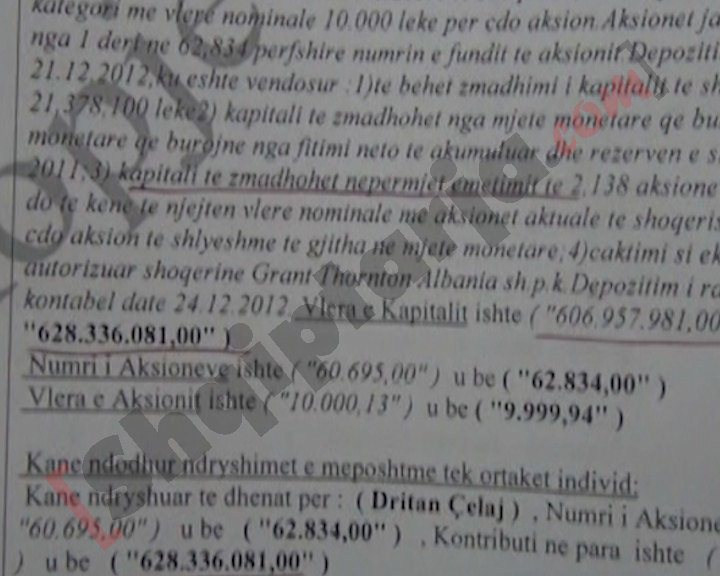 kategori me vlere nominale 10.000 leke per cdo aksion.Aksionet
nga 1 deri ne 62,834 perfshire numrin e fundit te aksionit
21.12.2012,ku eshte vendosur :1)te behet zmadhimi i kapitalit te
21,378,100 leke2) kapitali te zmadhohet nga mjete monetare qe
monetare qe burojne nga fitimi neto te akumuluar dhe rezerven e
2011,3) kapitali te zmadhohet nepermjet emetimit te 2,138 aksione
do te kene te njejten vlere nominale me aksionet aktuale te
cdo aksion te shlyeshme te gjitha ne mjete monetare;4)caktimi si
autorizuar shoqerine Grant Thornton Albania sh.p.k.Depozitim i
kontabel date 24.12.2012, Vlera e Kapitalit ishte ( "606.957.981,00
"628.336.081,00" )
Numri i Aksioneve ishte ( "60.695,00" ) u be ( "62.834,00" )
Vlera e Aksionit ishte ( "10.000,13" ) u be ( "9.999,94" )
Kane ndodhur ndryshimet e meposhtme tek ortaket individ:
Kane ndryshuar te dhenat per : ( Dritan Çelaj ) , Numri i
"60.695,00" ) u be ( "62.834,00" ) , Kontributi ne para ishte (
) u be ( "628.336.081,00" )
Kopje
[shqiptarja.com]